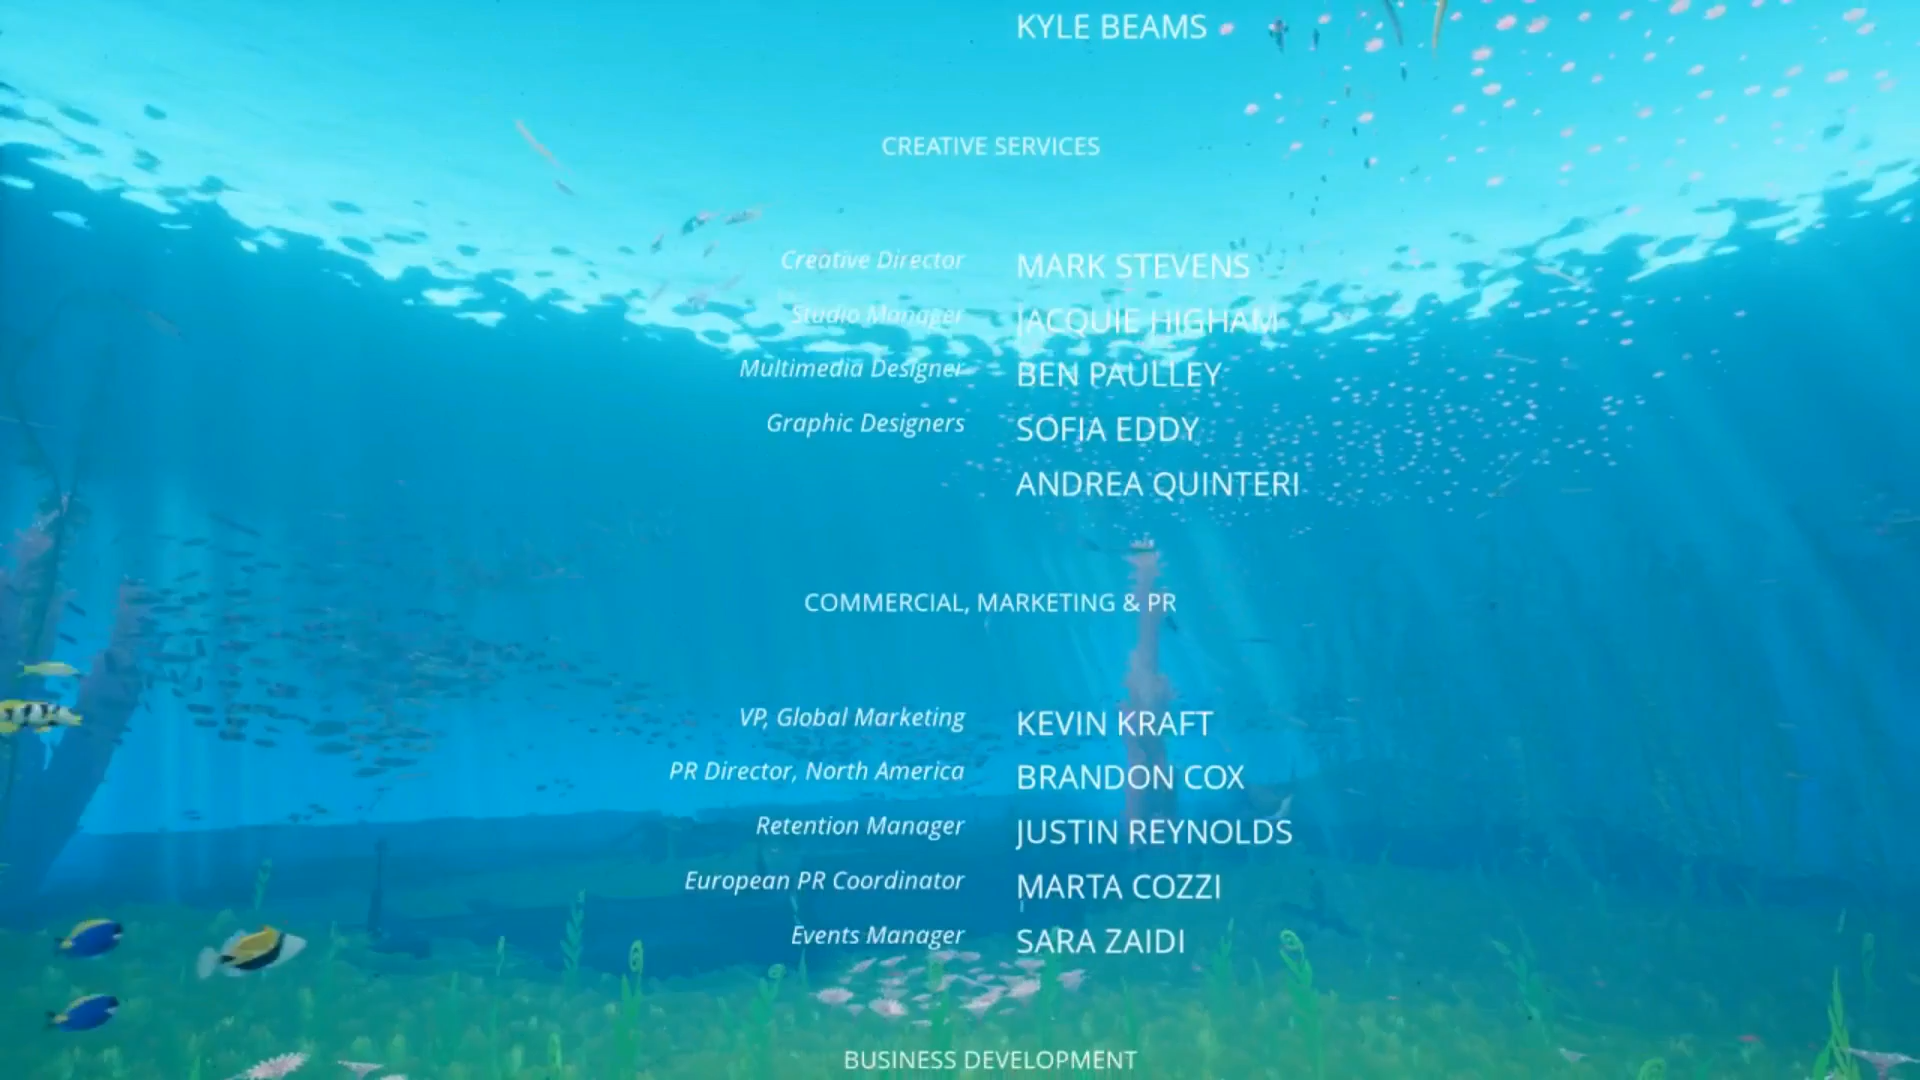 KYLE BEAMS
CREATIVE SERVICES
Creative Director MARK STEVENS
Studio Manager JACQUIE HIGHAM
Multimedia Designer BEN PAULLEY
Graphic Designers SOFIA EDDY
ANDREA QUINTERI
COMMERCIAL, MARKETING & PR
VP, Global Marketing KEVIN KRAFT
PR Director, North America BRANDON COX
Retention Manager JUSTIN REYNOLDS
European PR Coordinator MARTA COZZI
Events Manager SARA ZAIDI
BUSINESS DEVELOPMENT